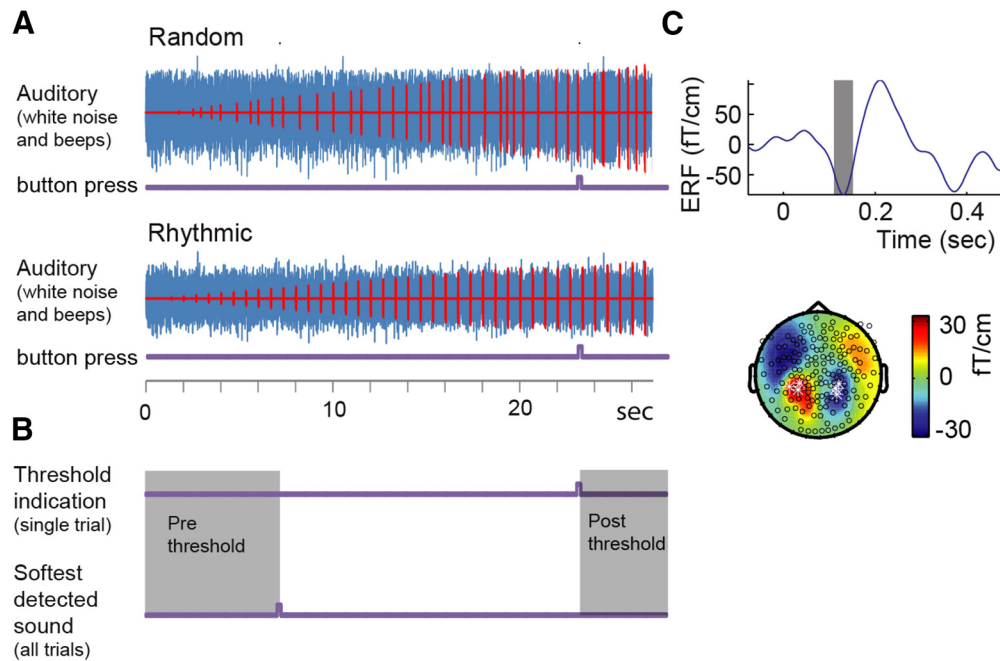 A
Random
Auditory
(white noise
and beeps)
button press
Rhythmic
Auditory
(white noise
and beeps)
button press
0 10 20 sec
B
Threshold
indication
(single trial)
Pre
threshold
Post
threshold
Softest
detected
sound
(all trials)
C
ERF (fT/cm)
50
0
-50
0 0.2 0.4
Time (sec)
30
0
-30
fT/cm